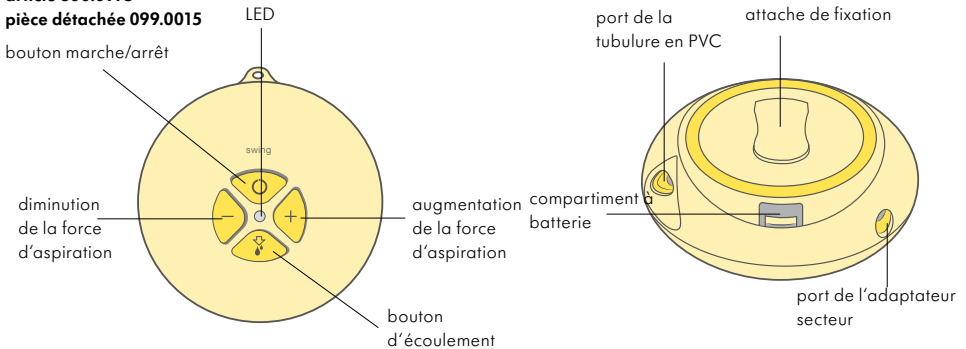 pièce détachée 099.0015
LED
bouton marche/arrêt
swing
diminution
de la force
d'aspiration
augmentation
de la force
d'aspiration
bouton
d'écoulement
port de la
tubulure en PVC
attache de fixation
compartiment à
batterie
port de l'adaptateur
secteur